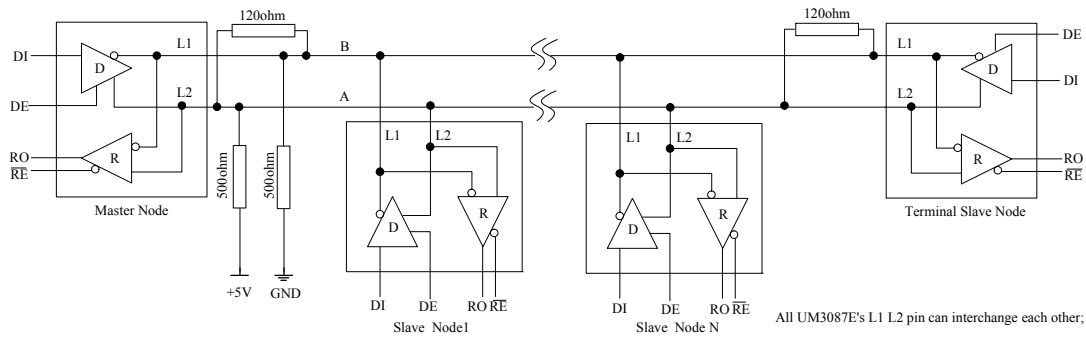 120ohm
120ohm
L1
B
L1
DE
DI
D
D
DI
L2
A
L2
DE
L1
L2
L1
L2
RO
RE
R
500ohm
500ohm
R
RO
RE
Master Node
D
R
D
R
Terminal Slave Node
+5V
GND
DI
DE
RO
RE
DI
DE
RO
RE
Slave Node1
Slave Node N
All UM3087E's L1 L2 pin can interchange each other;